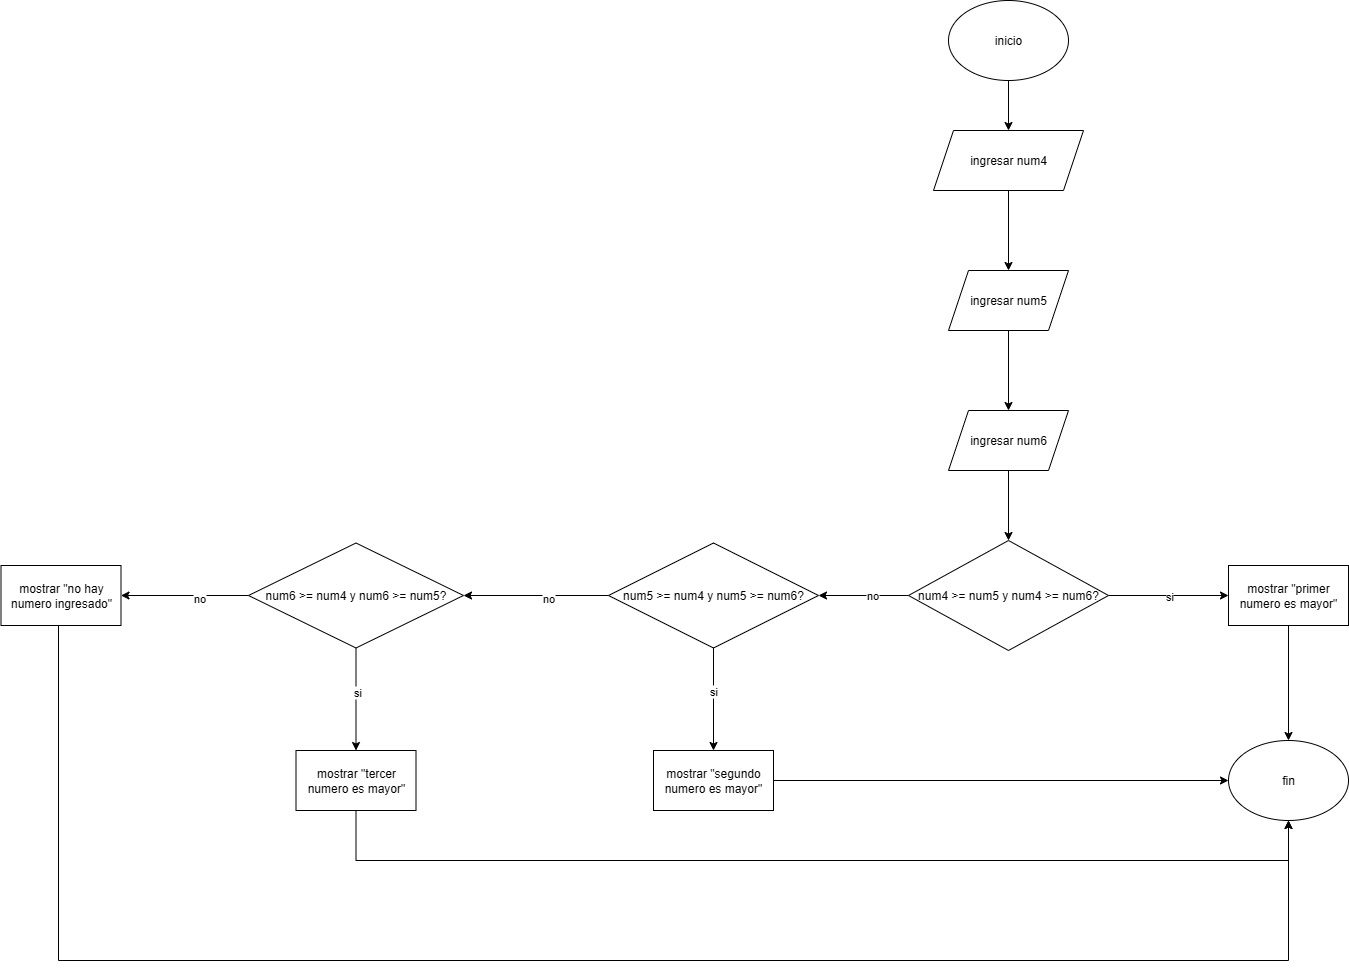 inicio
ingresar num4
ingresar num5
ingresar num6
mostrar "no hay
numero ingresado"
no
num6 >= num4 y num6 >= num5?
no
num5 >= num4 y num5 >= num6?
no
num4 >= num5 y num4 >= num6?
si
mostrar "primer
numero es mayor"
si
si
mostrar "tercer
numero es mayor"
mostrar "segundo
numero es mayor"
fin